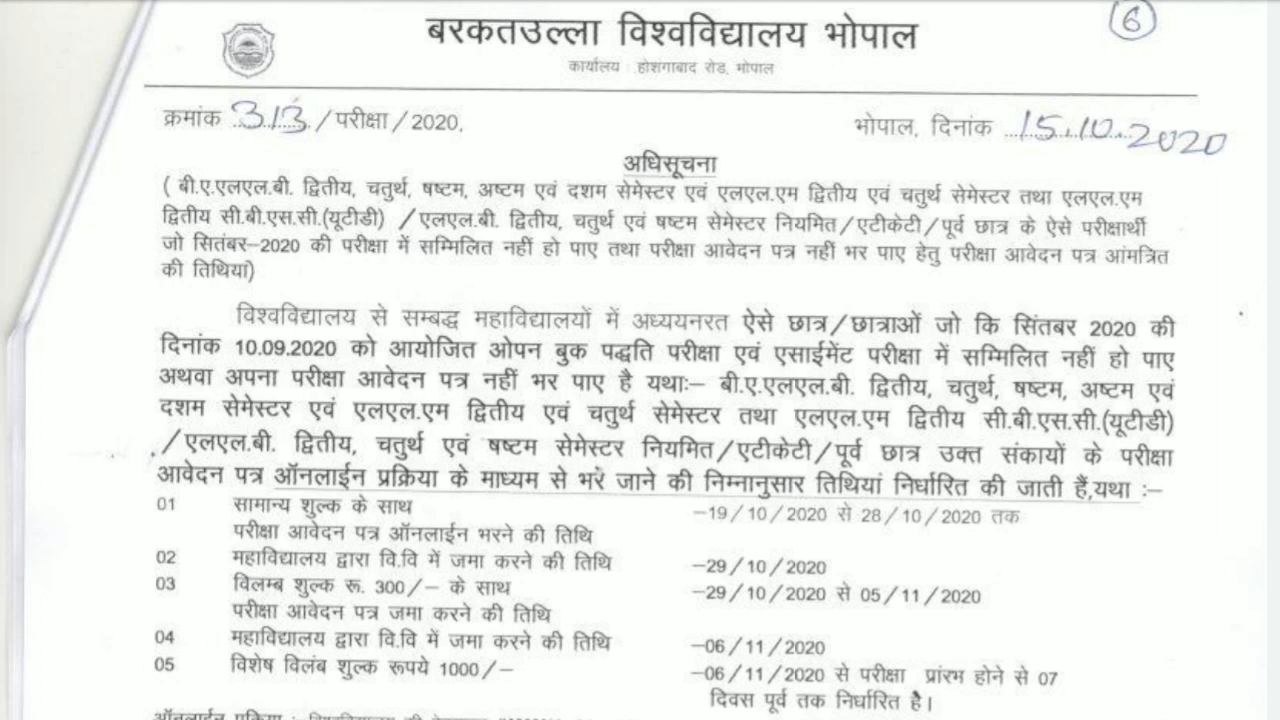 6
बरकतउल्ला विश्वविद्यालय भोपाल
कार्यालय : होशंगाबाद रोड, भोपाल
क्रमांक 313 / परीक्षा / 2020,
भोपाल, दिनांक 15.10.2020
अधिसूचना
( बी.ए.एलएल.बी. द्वितीय, चतुर्थ, षष्टम, अष्टम एवं दशम सेमेस्टर एवं एलएल.एम द्वितीय एवं चतुर्थ सेमेस्टर तथा एलएल.एम
द्वितीय सी.बी.एस.सी.(यूटीडी) /एलएल.बी. द्वितीय, चतुर्थ एवं षष्टम सेमेस्टर नियमित/एटीकेटी/पूर्व छात्र के ऐसे परीक्षार्थी
जो सितंबर–2020 की परीक्षा में सम्मिलित नहीं हो पाए तथा परीक्षा आवेदन पत्र नहीं भर पाए हेतु परीक्षा आवेदन पत्र आंमत्रित
की तिथिया)
विश्वविद्यालय से सम्बद्ध महाविद्यालयों में अध्ययनरत ऐसे छात्र/छात्राओं जो कि सिंतबर 2020 की
दिनांक 10.09.2020 को आयोजित ओपन बुक पद्धति परीक्षा एवं एसाईमेंट परीक्षा में सम्मिलित नहीं हो पाए
अथवा अपना परीक्षा आवेदन पत्र नहीं भर पाए है यथाः– बी.ए.एलएल.बी. द्वितीय, चतुर्थ, षष्टम, अष्टम एवं
दशम सेमेस्टर एवं एलएल.एम द्वितीय एवं चतुर्थ सेमेस्टर तथा एलएल.एम द्वितीय सी.बी.एस.सी.(यूटीडी)
/एलएल.बी. द्वितीय, चतुर्थ एवं षष्टम सेमेस्टर नियमित/एटीकेटी/पूर्व छात्र उक्त संकायों के परीक्षा
आवेदन पत्र ऑनलाईन प्रक्रिया के माध्यम से भरे जाने की निम्नानुसार तिथियां निर्धारित की जाती हैं,यथा :–
01 सामान्य शुल्क के साथ –19/10/2020 से 28/10/2020 तक
परीक्षा आवेदन पत्र ऑनलाईन भरने की तिथि
02 महाविद्यालय द्वारा वि.वि में जमा करने की तिथि –29/10/2020
03 विलम्ब शुल्क रू. 300/– के साथ –29/10/2020 से 05/11/2020
परीक्षा आवेदन पत्र जमा करने की तिथि
04 महाविद्यालय द्वारा वि.वि में जमा करने की तिथि –06/11/2020
05 विशेष विलंब शुल्क रूपये 1000/– –06/11/2020 से परीक्षा प्रांरभ होने से 07
दिवस पूर्व तक निर्धारित है।